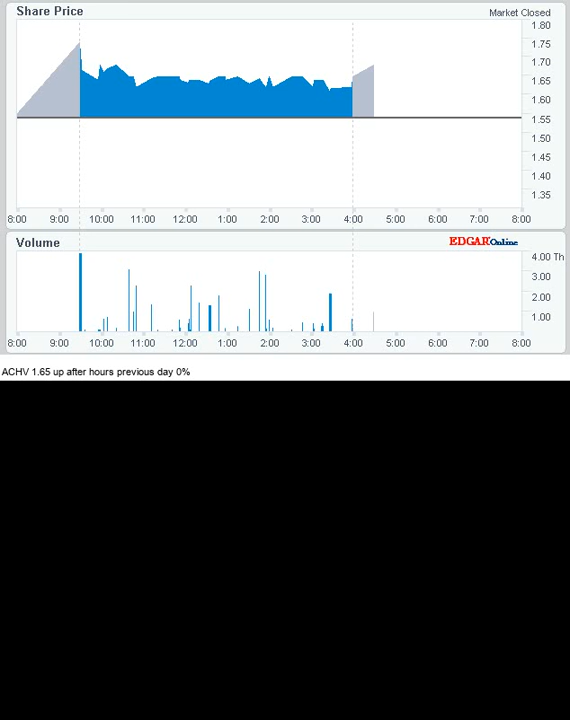 Share Price
Market Closed
1.80
1.75
1.70
1.65
1.60
1.55
1.50
1.45
1.40
1.35
8:00 9:00 10:00 11:00 12:00 1:00 2:00 3:00 4:00 5:00 6:00 7:00 8:00
Volume
EDGAROnline
4.00 Th
3.00
2.00
1.00
8:00 9:00 10:00 11:00 12:00 1:00 2:00 3:00 4:00 5:00 6:00 7:00 8:00
ACHV 1.65 up after hours previous day 0%